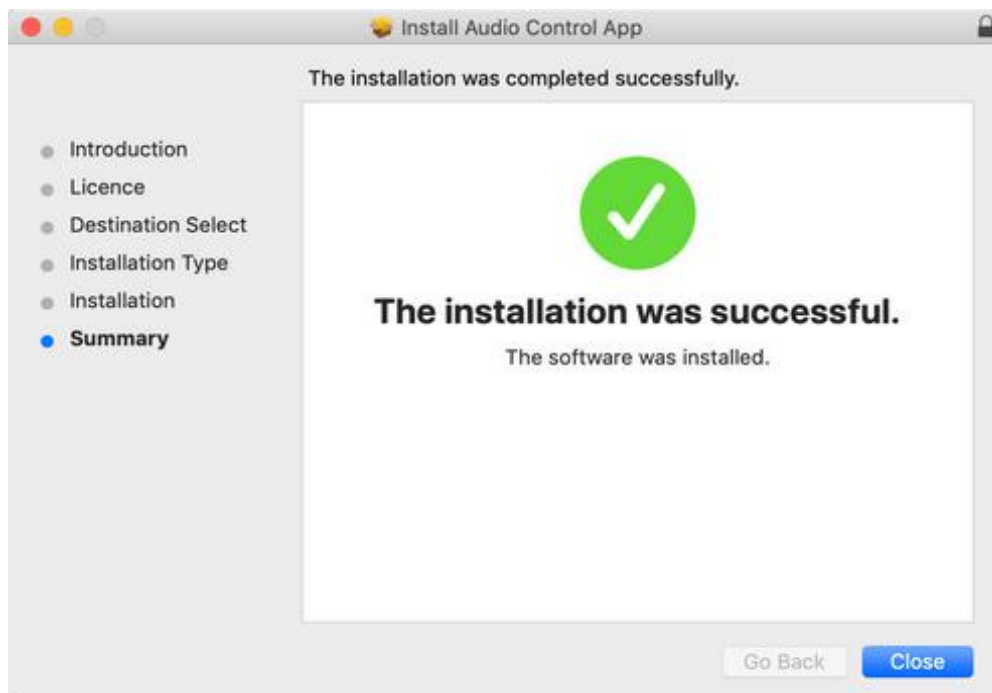 Install Audio Control App
The installation was completed successfully.
Introduction
Licence
Destination Select
Installation Type
Installation
Summary
The installation was successful.
The software was installed.
Go Back
Close